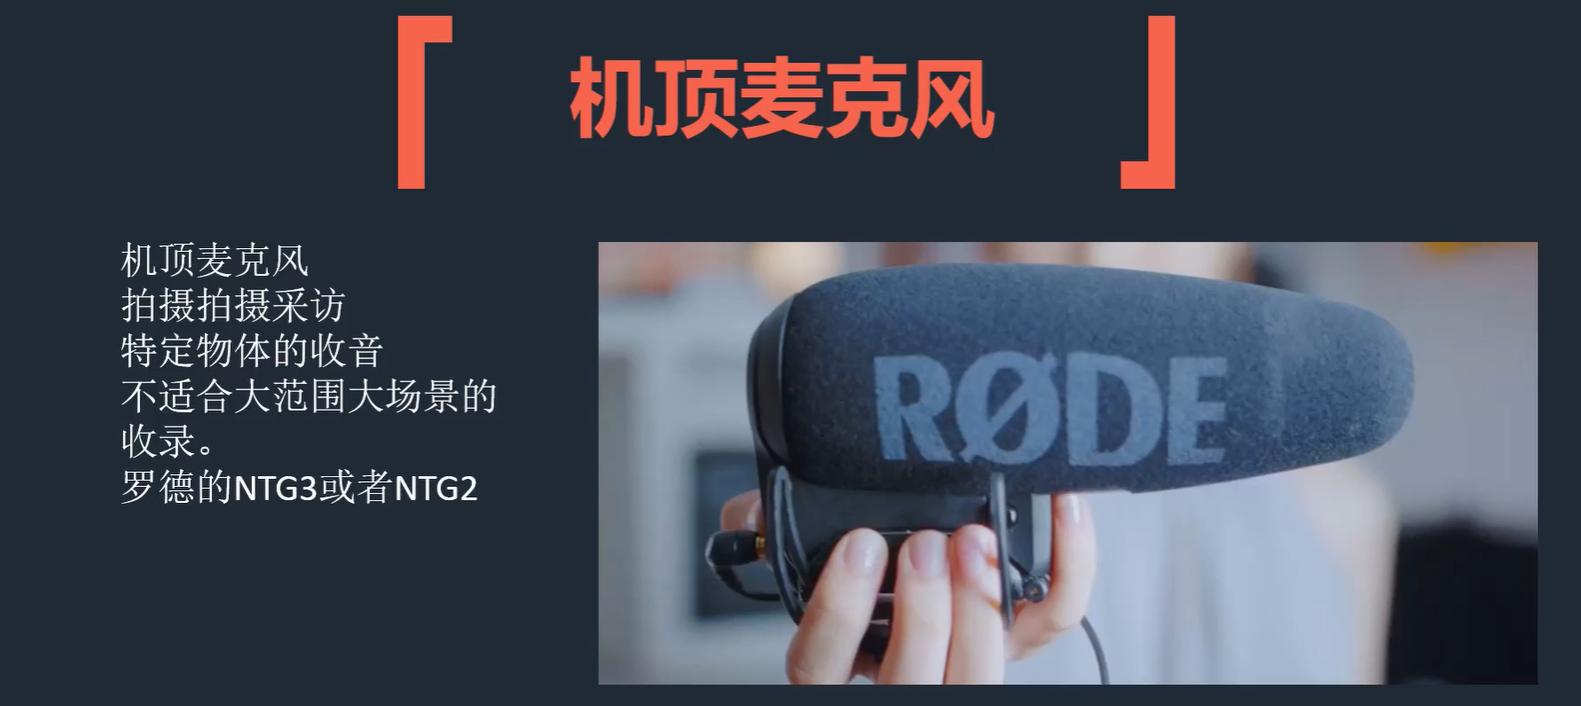 机顶麦克风
机顶麦克风
拍摄拍摄采访
特定物体的收音
不适合大范围大场景的
收录。
罗德的NTG3或者NTG2
RØDE